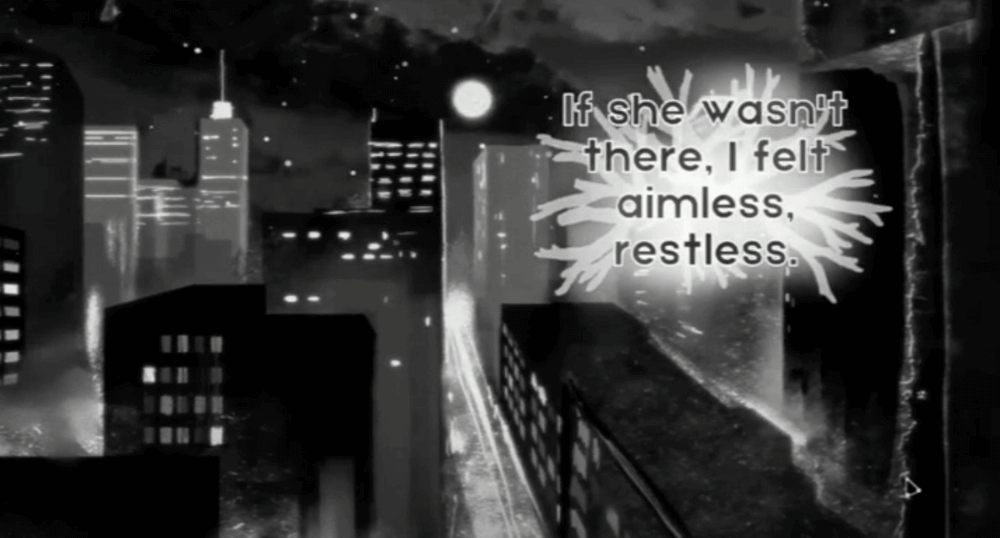 If she wasn't
there, I felt
aimless,
restless.